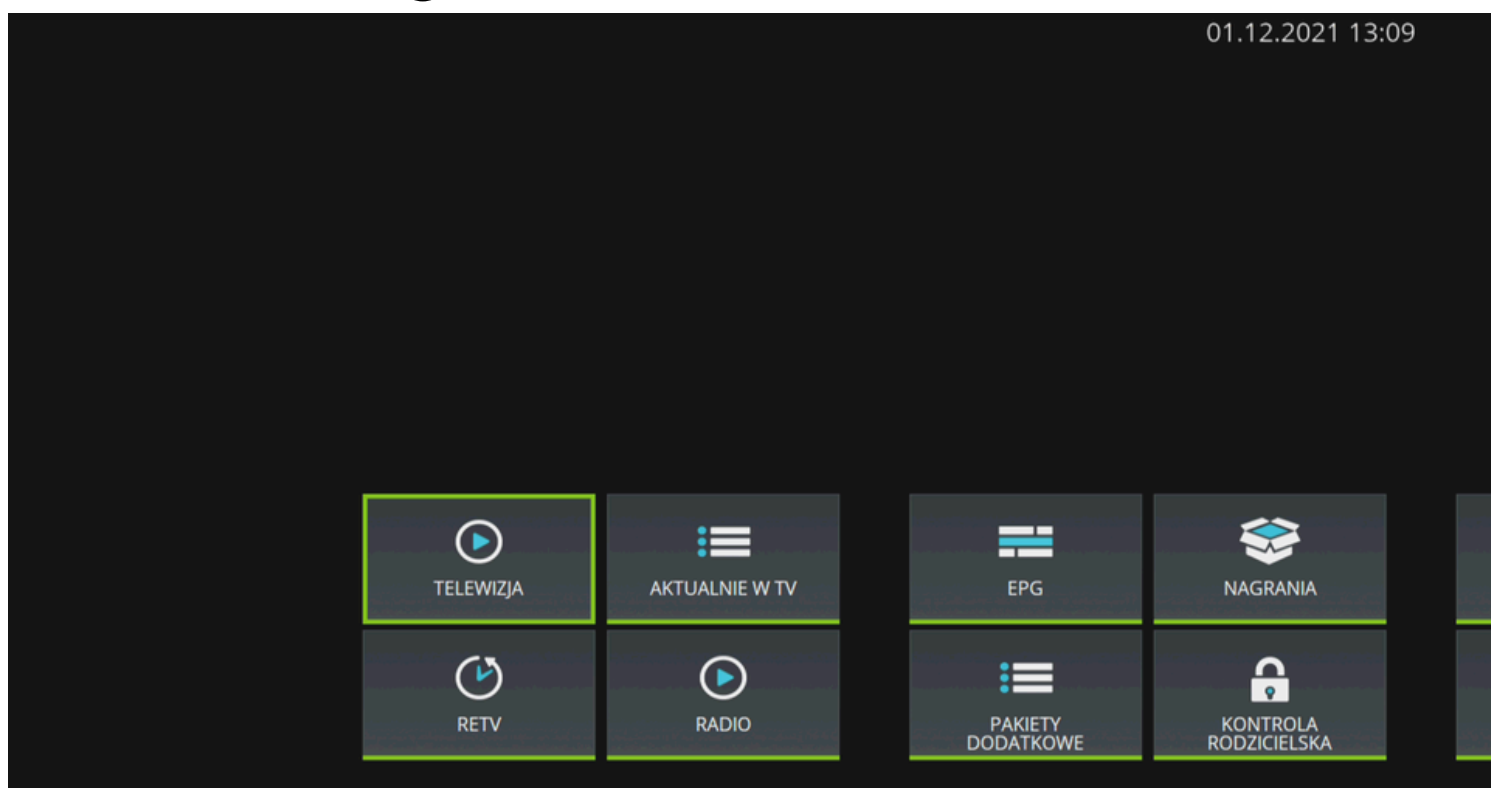 01.12.2021 13:09
TELEWIZJA
AKTUALNIE W TV
EPG
NAGRANIA
RETV
RADIO
PAKIETY
DODATKOWE
KONTROLA
RODZICIELSKA